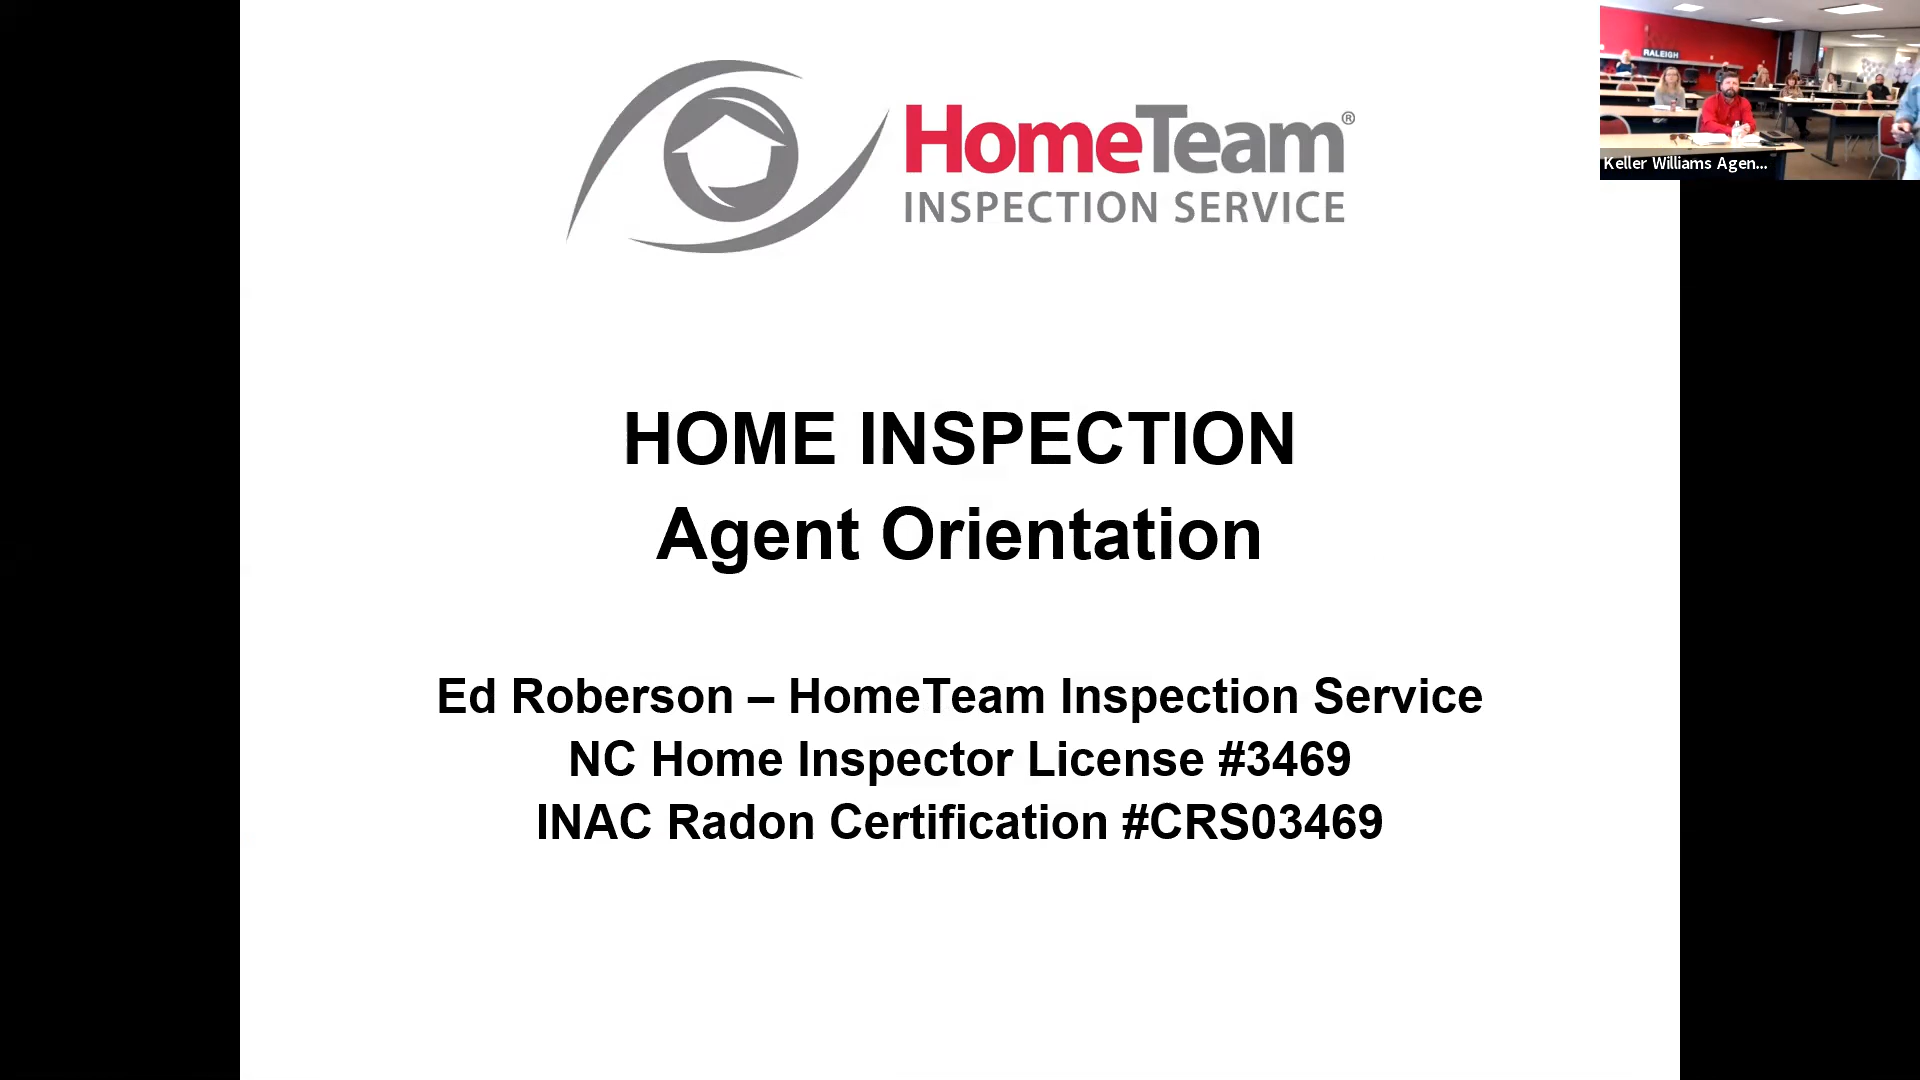 HomeTeam®
INSPECTION SERVICE
RALEIGH
Keller Williams Agen...
HOME INSPECTION
Agent Orientation
Ed Roberson – HomeTeam Inspection Service
NC Home Inspector License #3469
INAC Radon Certification #CRS03469